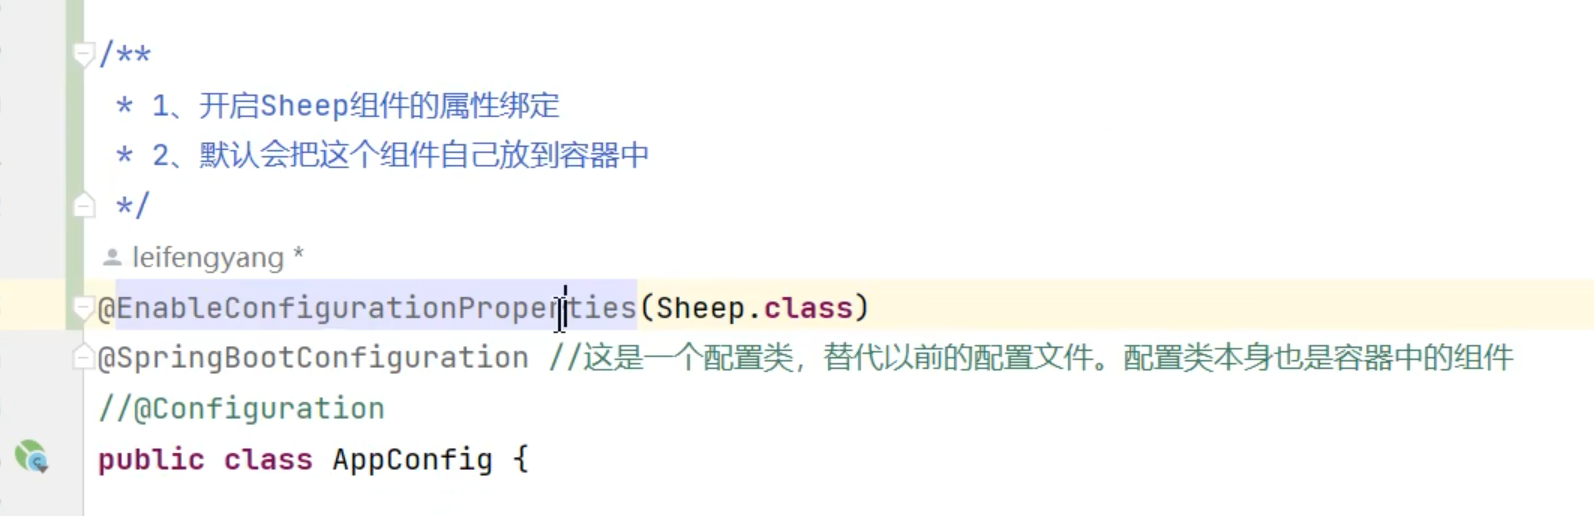 /**
* 1、开启Sheep组件的属性绑定
* 2、默认会把这个组件自己放到容器中
*/
leifengyang *
@EnableConfigurationProperties(Sheep.class)
@SpringBootConfiguration //这是一个配置类，替代以前的配置文件。配置类本身也是容器中的组件
//@Configuration
public class AppConfig {